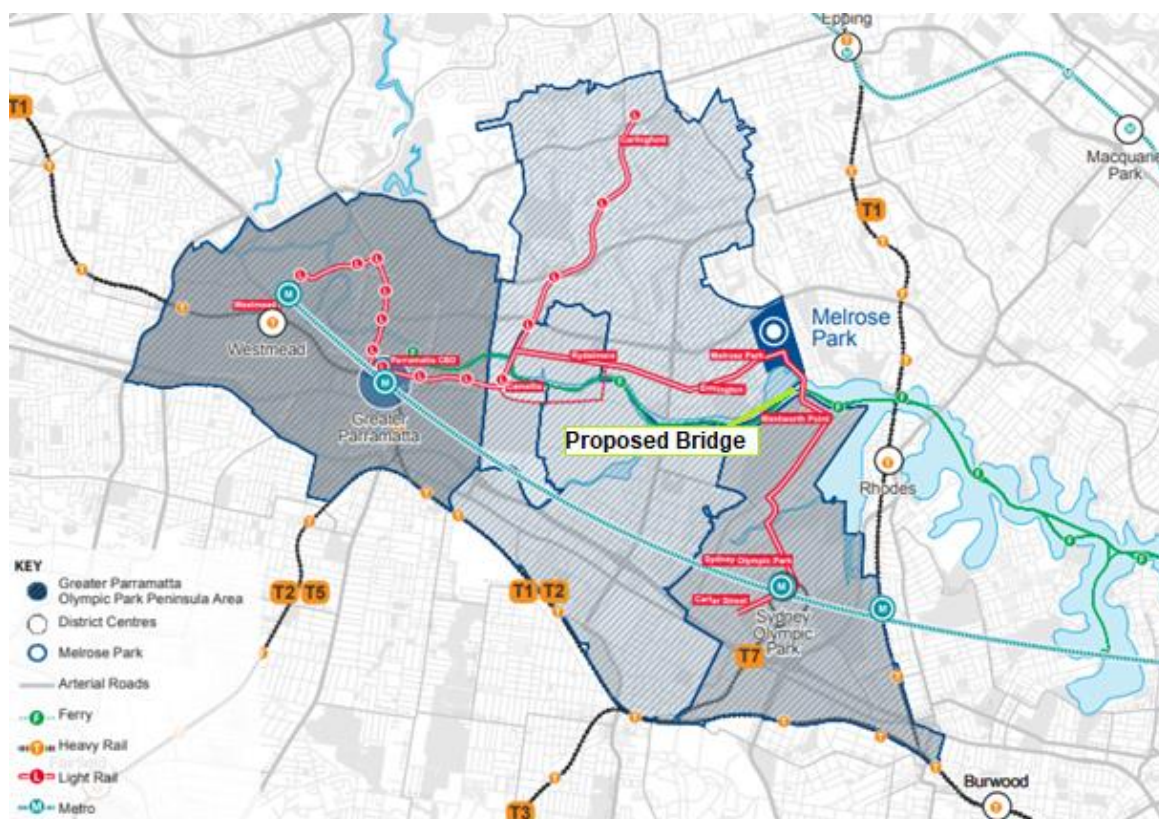 Epping
T1
Macquarie
Park
Carlingford
T1
Westmead
Westmead
Melrose
Park
Parramatta CBD
Rydalmere
Melrose Park
Camellia
Ermington
Greater
Parramatta
Wentworth Point
Proposed Bridge
Rhodes
Sydney Olympic Park
Carter Street
Sydney
Olympic
Park
T2 T5
T1 T2
T7
T3
Burwood
KEY
Greater Parramatta
Olympic Park Peninsula Area
District Centres
Melrose Park
Arterial Roads
F Ferry
T Heavy Rail
L Light Rail
M Metro